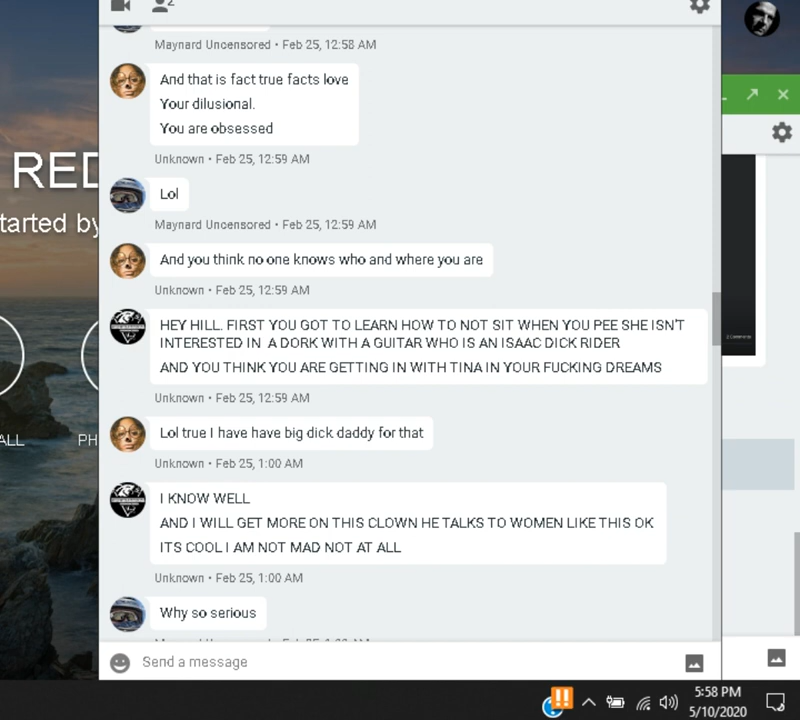 2
Maynard Uncensored • Feb 25, 12:58 AM
And that is fact true facts love
Your dilusional.
You are obsessed
Unknown • Feb 25, 12:59 AM
RED
tarted by
Lol
Maynard Uncensored • Feb 25, 12:59 AM
And you think no one knows who and where you are
Unknown • Feb 25, 12:59 AM
HEY HILL. FIRST YOU GOT TO LEARN HOW TO NOT SIT WHEN YOU PEE SHE ISN'T
INTERESTED IN A DORK WITH A GUITAR WHO IS AN ISAAC DICK RIDER
AND YOU THINK YOU ARE GETTING IN WITH TINA IN YOUR FUCKING DREAMS
Unknown • Feb 25, 12:59 AM
ALL
PH
Lol true I have have big dick daddy for that
Unknown • Feb 25, 1:00 AM
I KNOW WELL
AND I WILL GET MORE ON THIS CLOWN HE TALKS TO WOMEN LIKE THIS OK
ITS COOL I AM NOT MAD NOT AT ALL
Unknown • Feb 25, 1:00 AM
Why so serious
Send a message
5:58 PM
5/10/2020